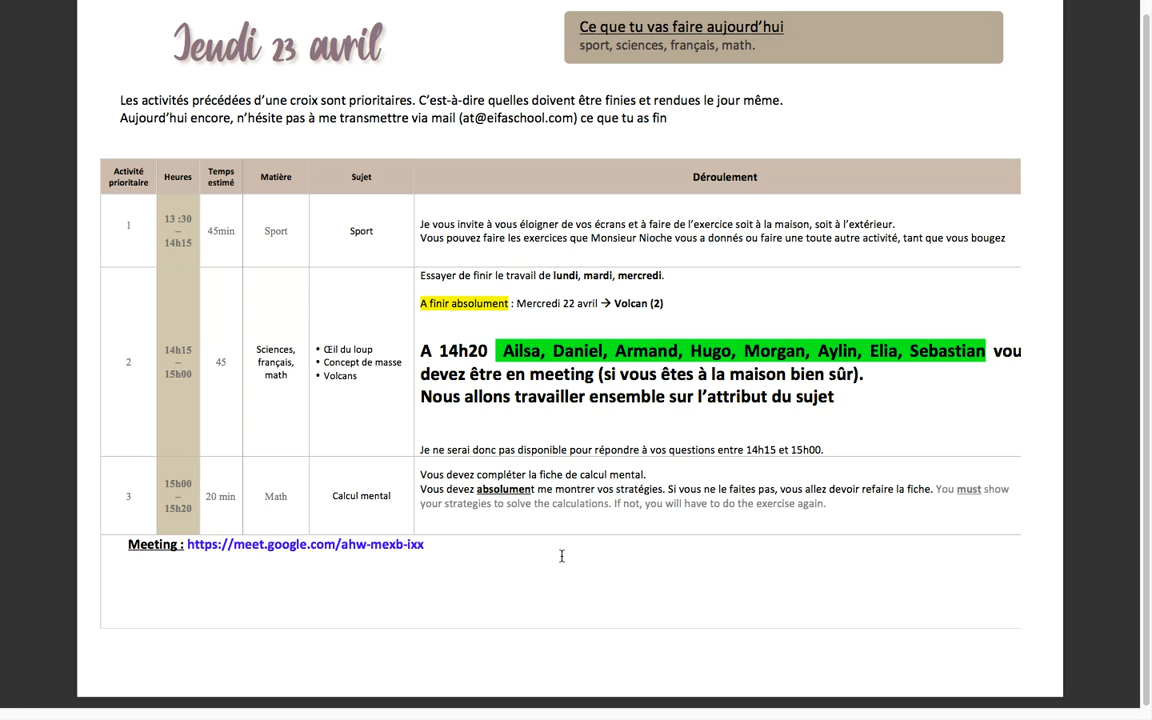 Jeudi 23 avril
Ce que tu vas faire aujourd'hui
sport, sciences, français, math.
Les activités précédées d'une croix sont prioritaires. C'est-à-dire quelles doivent être finies et rendues le jour même.
Aujourd'hui encore, n'hésite pas à me transmettre via mail (at@eifaschool.com) ce que tu as fin
Activité prioritaire
Heures
Temps estimé
Matière
Sujet
Déroulement
1
13 :30 – 14h15
45min
Sport
Sport
Je vous invite à vous éloigner de vos écrans et à faire de l'exercice soit à la maison, soit à l'extérieur.
Vous pouvez faire les exercices que Monsieur Nioche vous a donnés ou faire une toute autre activité, tant que vous bougez
2
14h15 – 15h00
45
Sciences, français, math
• Œil du loup
• Concept de masse
• Volcans
Essayer de finir le travail de lundi, mardi, mercredi.
A finir absolument : Mercredi 22 avril → Volcan (2)
A 14h20 Ailsa, Daniel, Armand, Hugo, Morgan, Aylin, Elia, Sebastian vou
devez être en meeting (si vous êtes à la maison bien sûr).
Nous allons travailler ensemble sur l'attribut du sujet
Je ne serai donc pas disponible pour répondre à vos questions entre 14h15 et 15h00.
3
15h00 – 15h20
20 min
Math
Calcul mental
Vous devez compléter la fiche de calcul mental.
Vous devez absolument me montrer vos stratégies. Si vous ne le faites pas, vous allez devoir refaire la fiche. You must show
your strategies to solve the calculations. If not, you will have to do the exercise again.
Meeting : https://meet.google.com/ahw-mexb-ixx